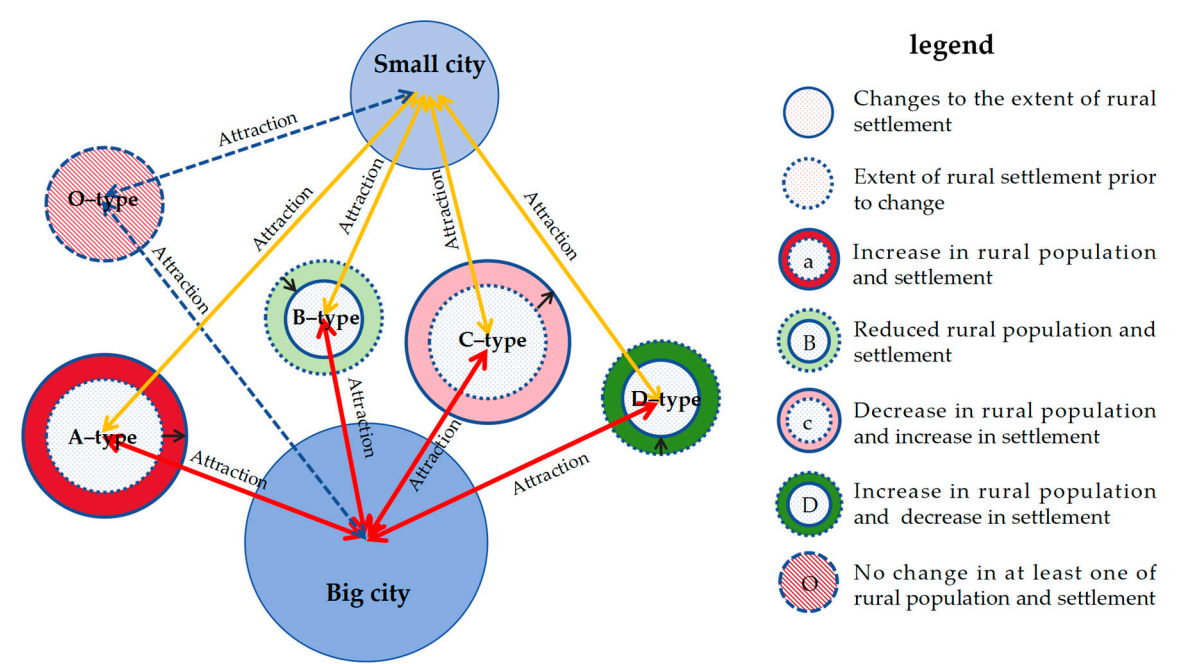 Small city
Attraction
O–type
Attraction
Attraction
Attraction
Attraction
Attraction
B–type
C–type
D–type
A–type
Attraction
Attraction
Attraction
Attraction
Big city
legend
Changes to the extent of rural
settlement
Extent of rural settlement prior
to change
a
Increase in rural population
and settlement
B
Reduced rural population and
settlement
c
Decrease in rural population
and increase in settlement
D
Increase in rural population
and decrease in settlement
O
No change in at least one of
rural population and settlement